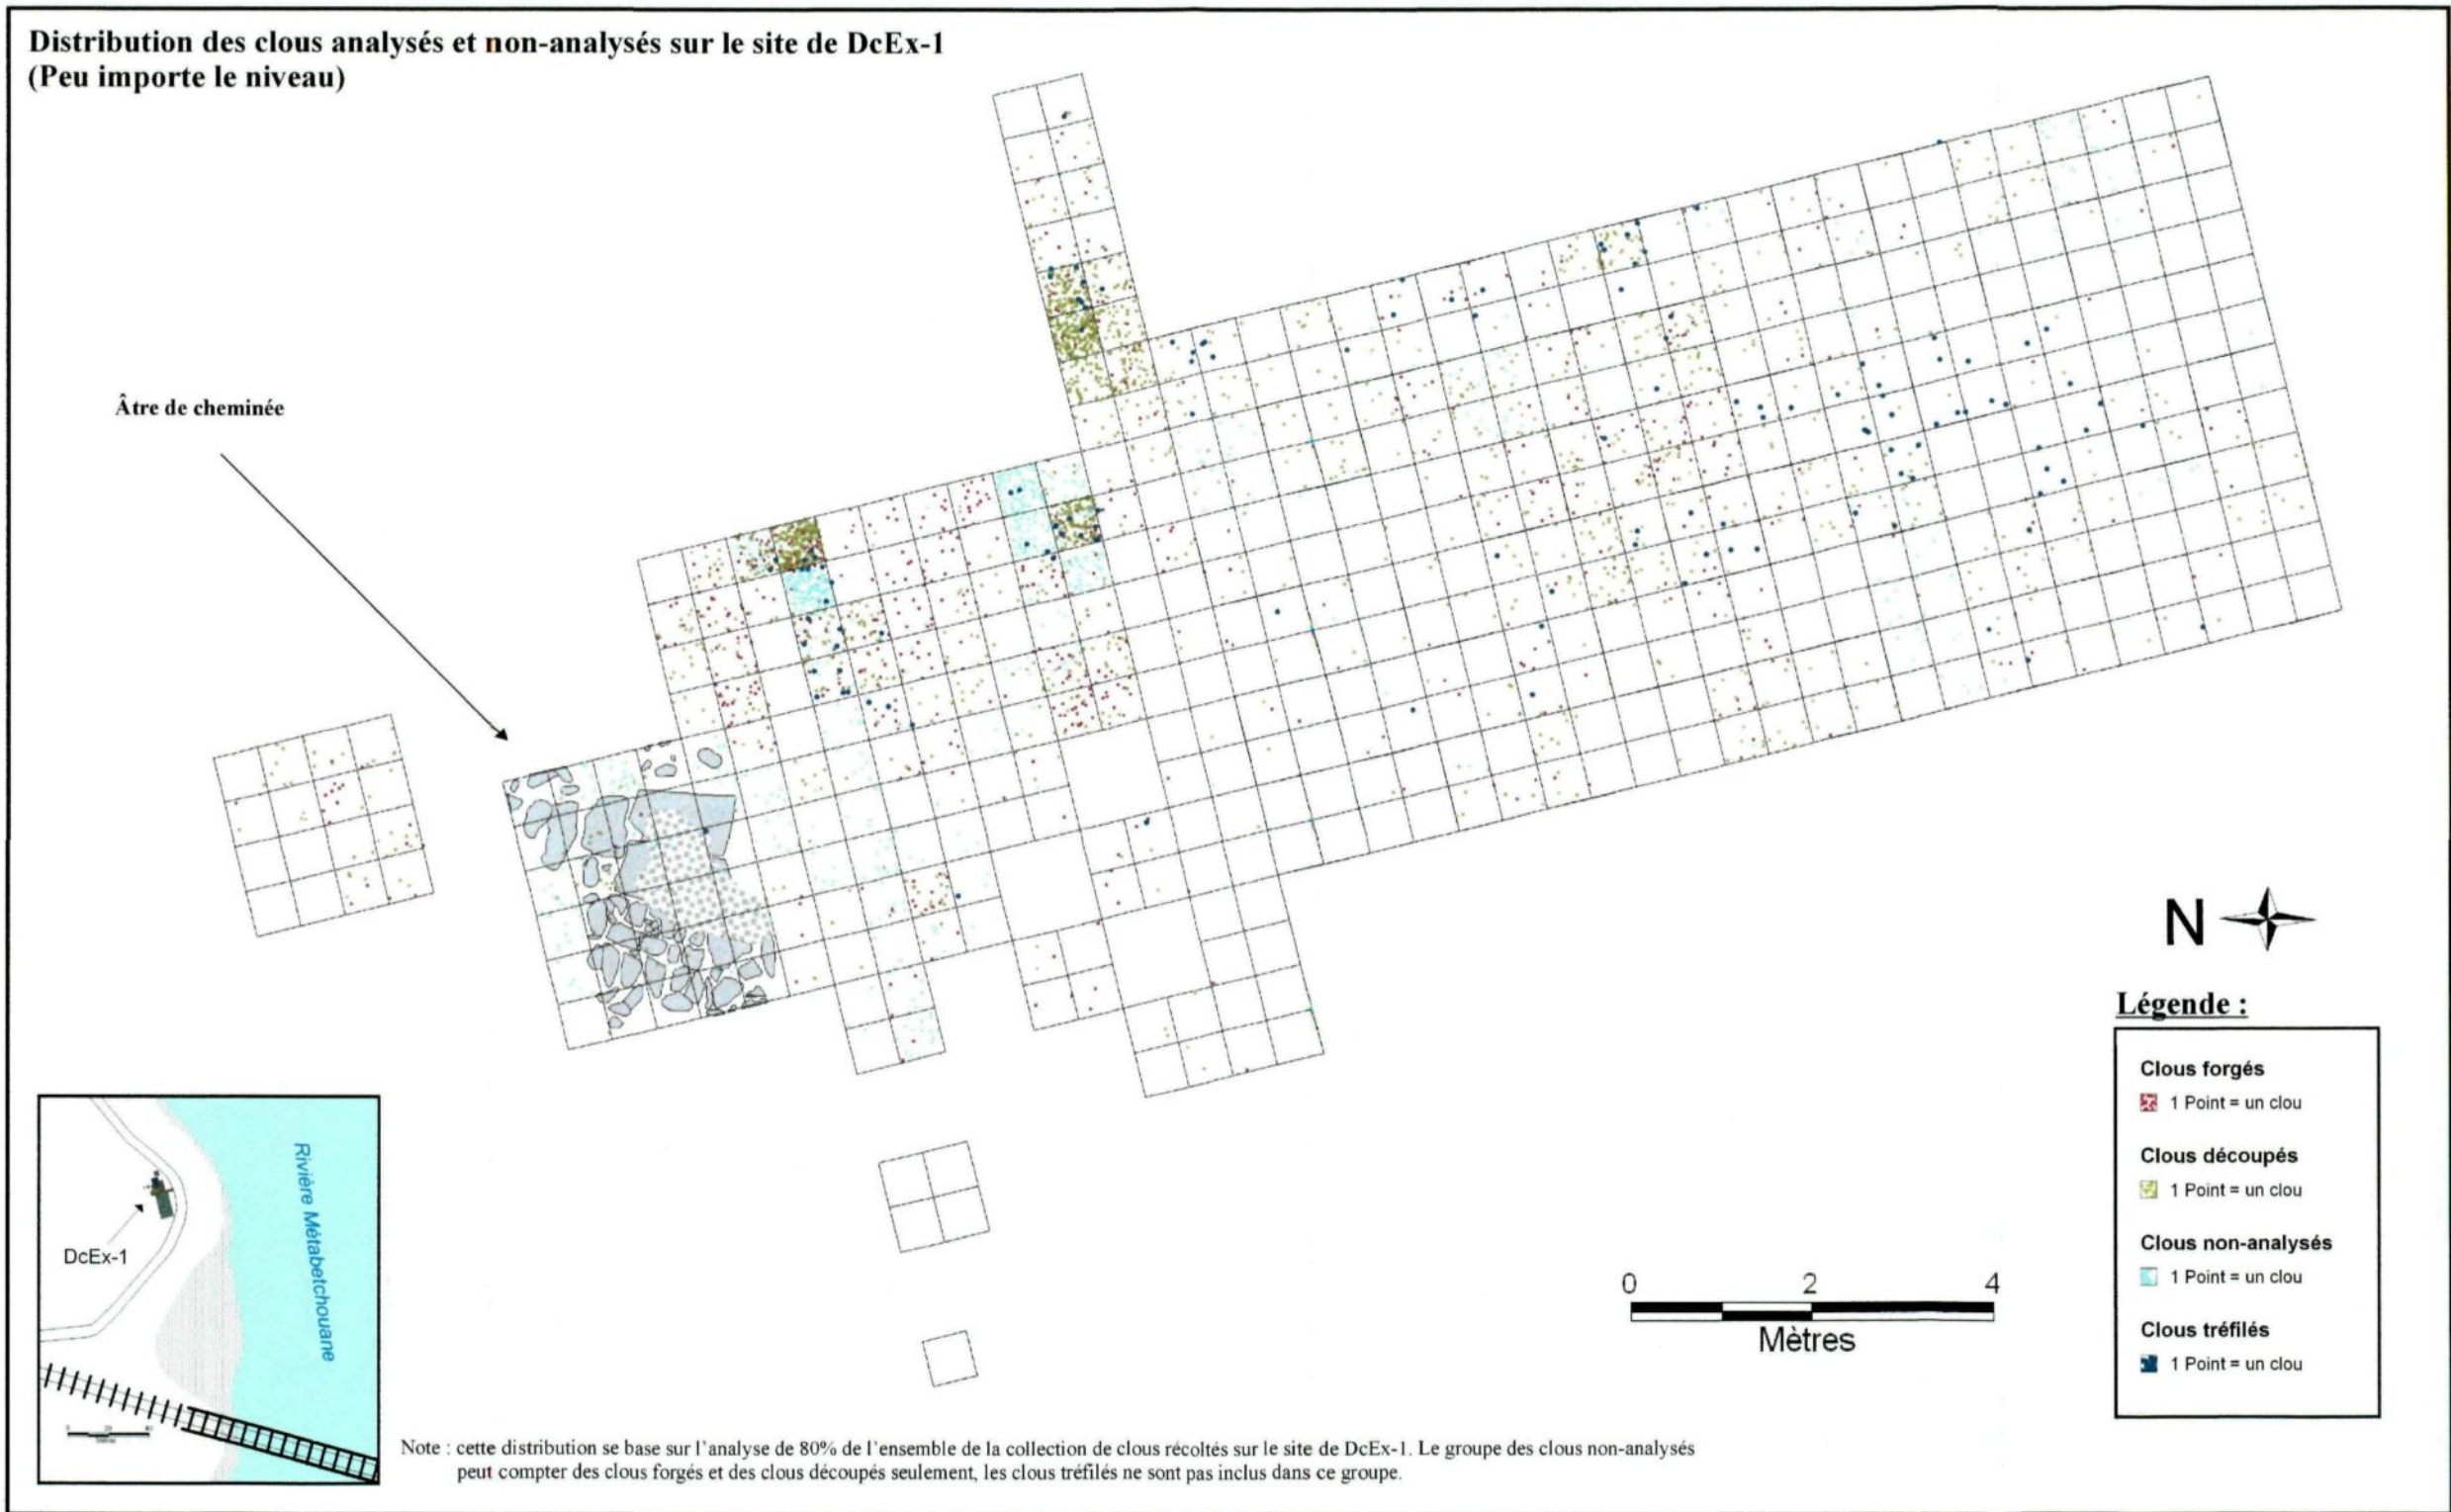 Distribution des clous analysés et non-analysés sur le site de DcEx-1
(Peu importe le niveau)
Âtre de cheminée
N
Légende :
Clous forgés
1 Point = un clou
Clous découpés
1 Point = un clou
Clous non-analysés
1 Point = un clou
Clous tréfilés
1 Point = un clou
0 2 4
Mètres
Rivière Métabetchouane
DcEx-1
Note : cette distribution se base sur l'analyse de 80% de l'ensemble de la collection de clous récoltés sur le site de DcEx-1. Le groupe des clous non-analysés
peut compter des clous forgés et des clous découpés seulement, les clous tréfilés ne sont pas inclus dans ce groupe.